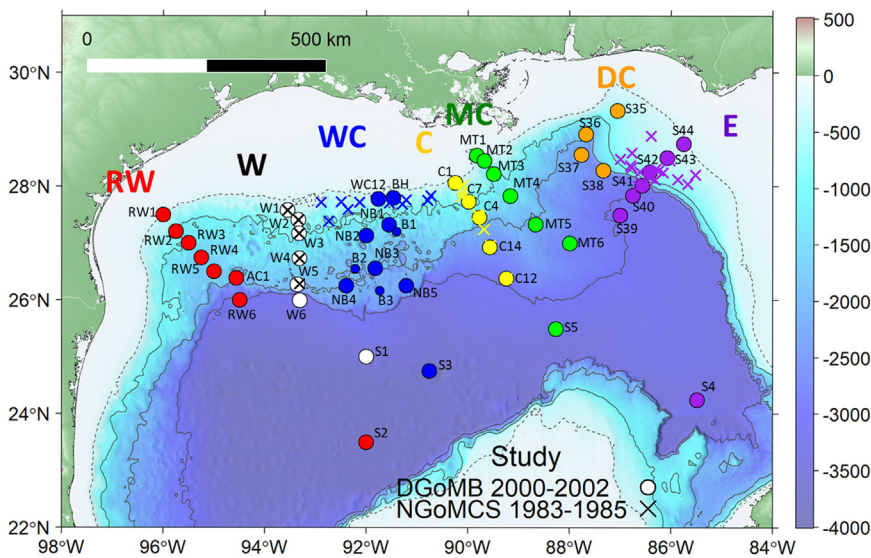 0 500 km
500
30°N
DC
0
MC
S35
S36
E
WC
C
MT1
S44
-500
W
MT2
S37
S42
S43
RW
MT3
C1
WC12
BH
S38
S41
28°N
C7
MT4
-1000
W1
NB1
C4
S40
RW1
W2
B1
S39
RW2
RW3
W3
NB2
MT5
-1500
RW4
W4
NB3
C14
MT6
RW5
B2
-2000
AC1
W5
C12
26°N
NB4
B3
NB5
RW6
W6
S5
-2500
S1
S3
S4
-3000
24°N
S2
Study
-3500
DGoMB 2000-2002
NGoMCS 1983-1985
22°N
-4000
98°W 96°W 94°W 92°W 90°W 88°W 86°W 84°W